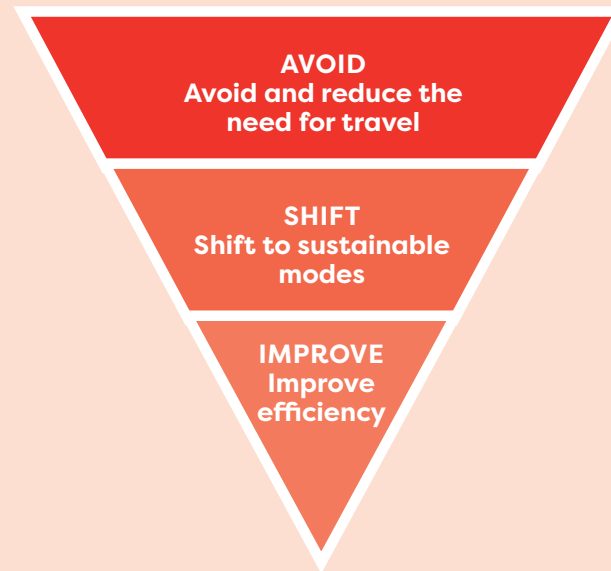 AVOID
Avoid and reduce the
need for travel
SHIFT
Shift to sustainable
modes
IMPROVE
Improve
efficiency